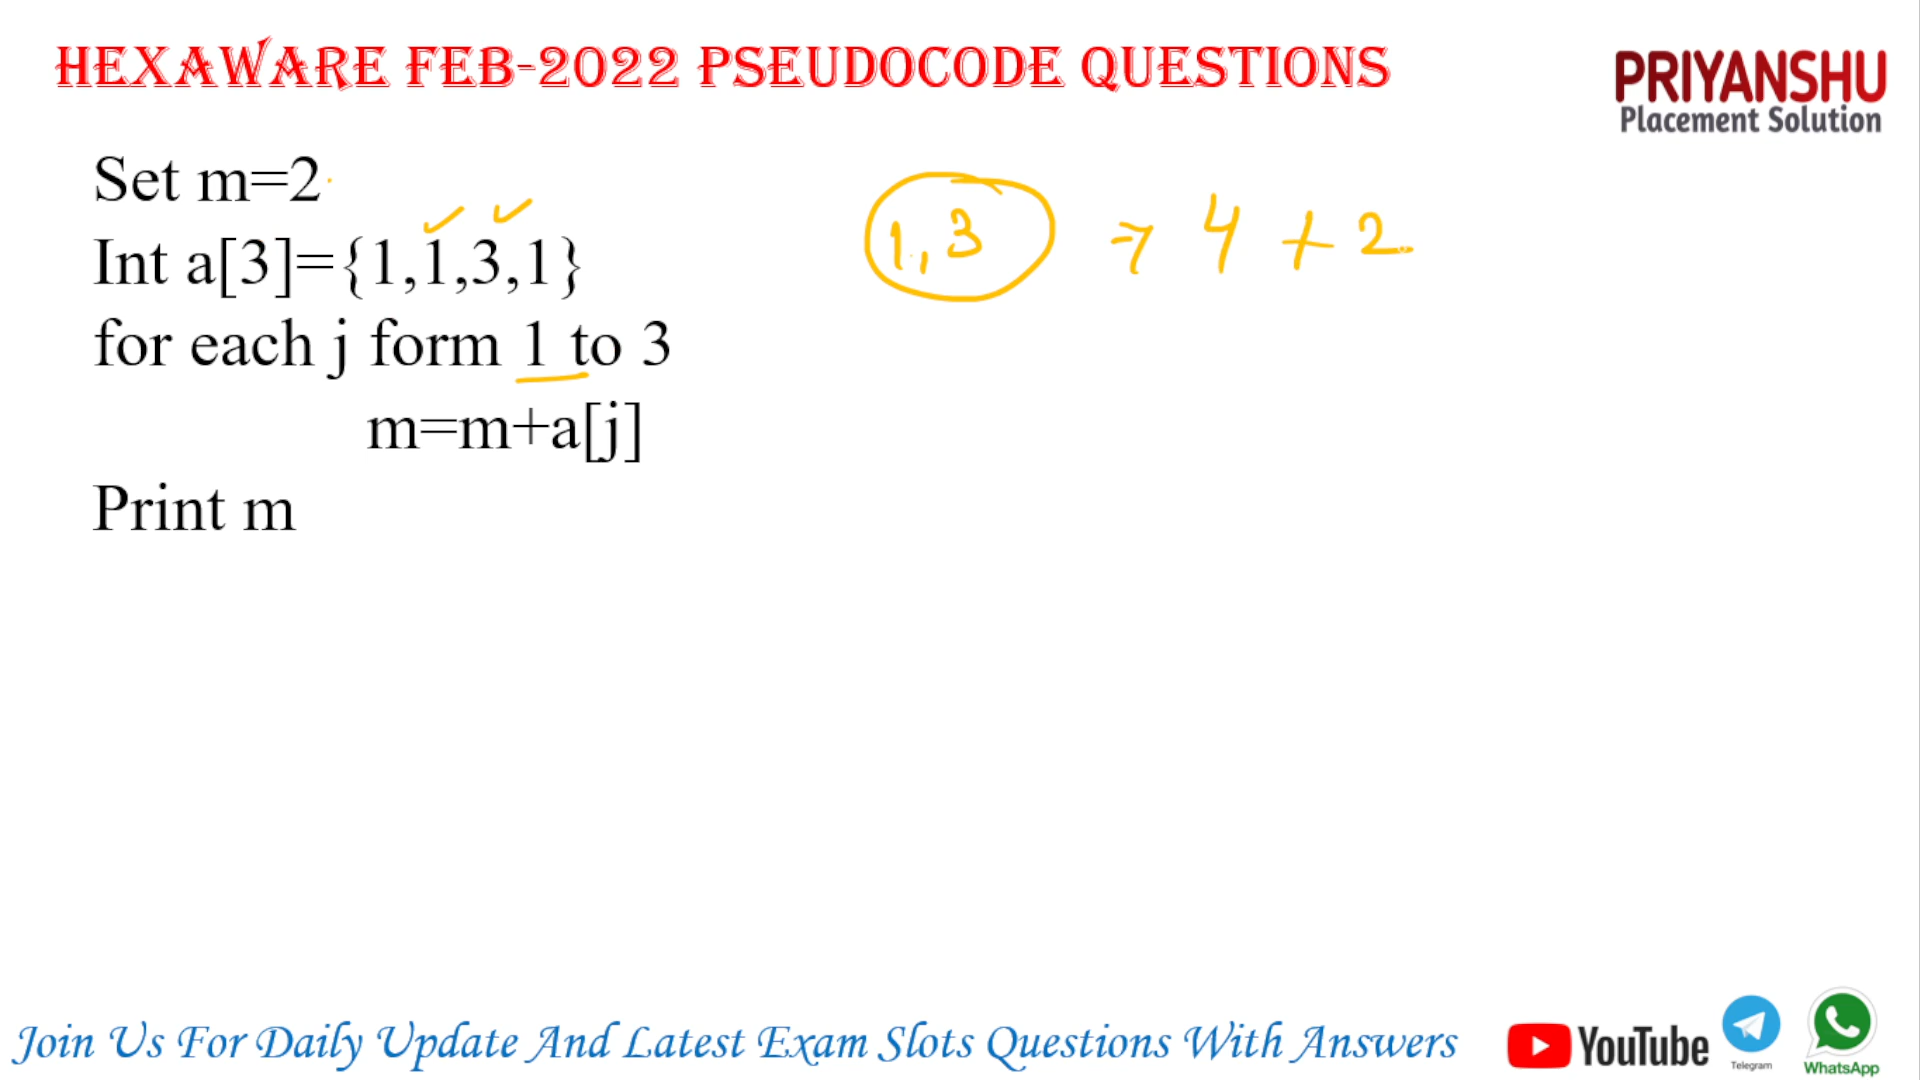 HEXAWARE FEB-2022 PSEUDOCODE QUESTIONS
PRIYANSHU
Placement Solution
Set m=2
Int a[3]={1,1,3,1}
1,3 => 4 + 2
for each j form 1 to 3
m=m+a[j]
Print m
Join Us For Daily Update And Latest Exam Slots Questions With Answers
YouTube
Telegram
WhatsApp